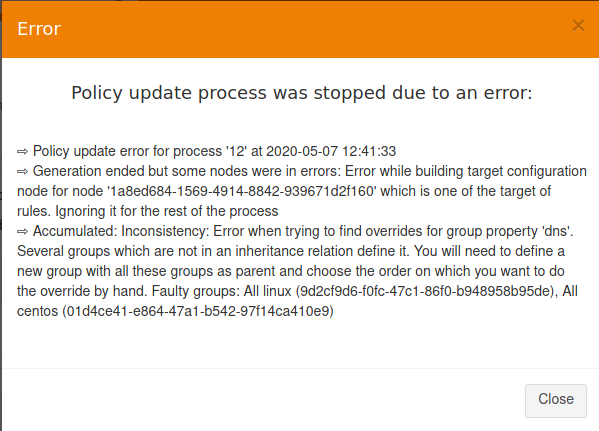 Error
×
Policy update process was stopped due to an error:
⇨ Policy update error for process '12' at 2020-05-07 12:41:33
⇨ Generation ended but some nodes were in errors: Error while building target configuration
node for node '1a8ed684-1569-4914-8842-939671d2f160' which is one of the target of
rules. Ignoring it for the rest of the process
⇨ Accumulated: Inconsistency: Error when trying to find overrides for group property 'dns'.
Several groups which are not in an inheritance relation define it. You will need to define a
new group with all these groups as parent and choose the order on which you want to do
the override by hand. Faulty groups: All linux (9d2cf9d6-f0fc-47c1-86f0-b948958b95de), All
centos (01d4ce41-e864-47a1-b542-97f14ca410e9)
Close